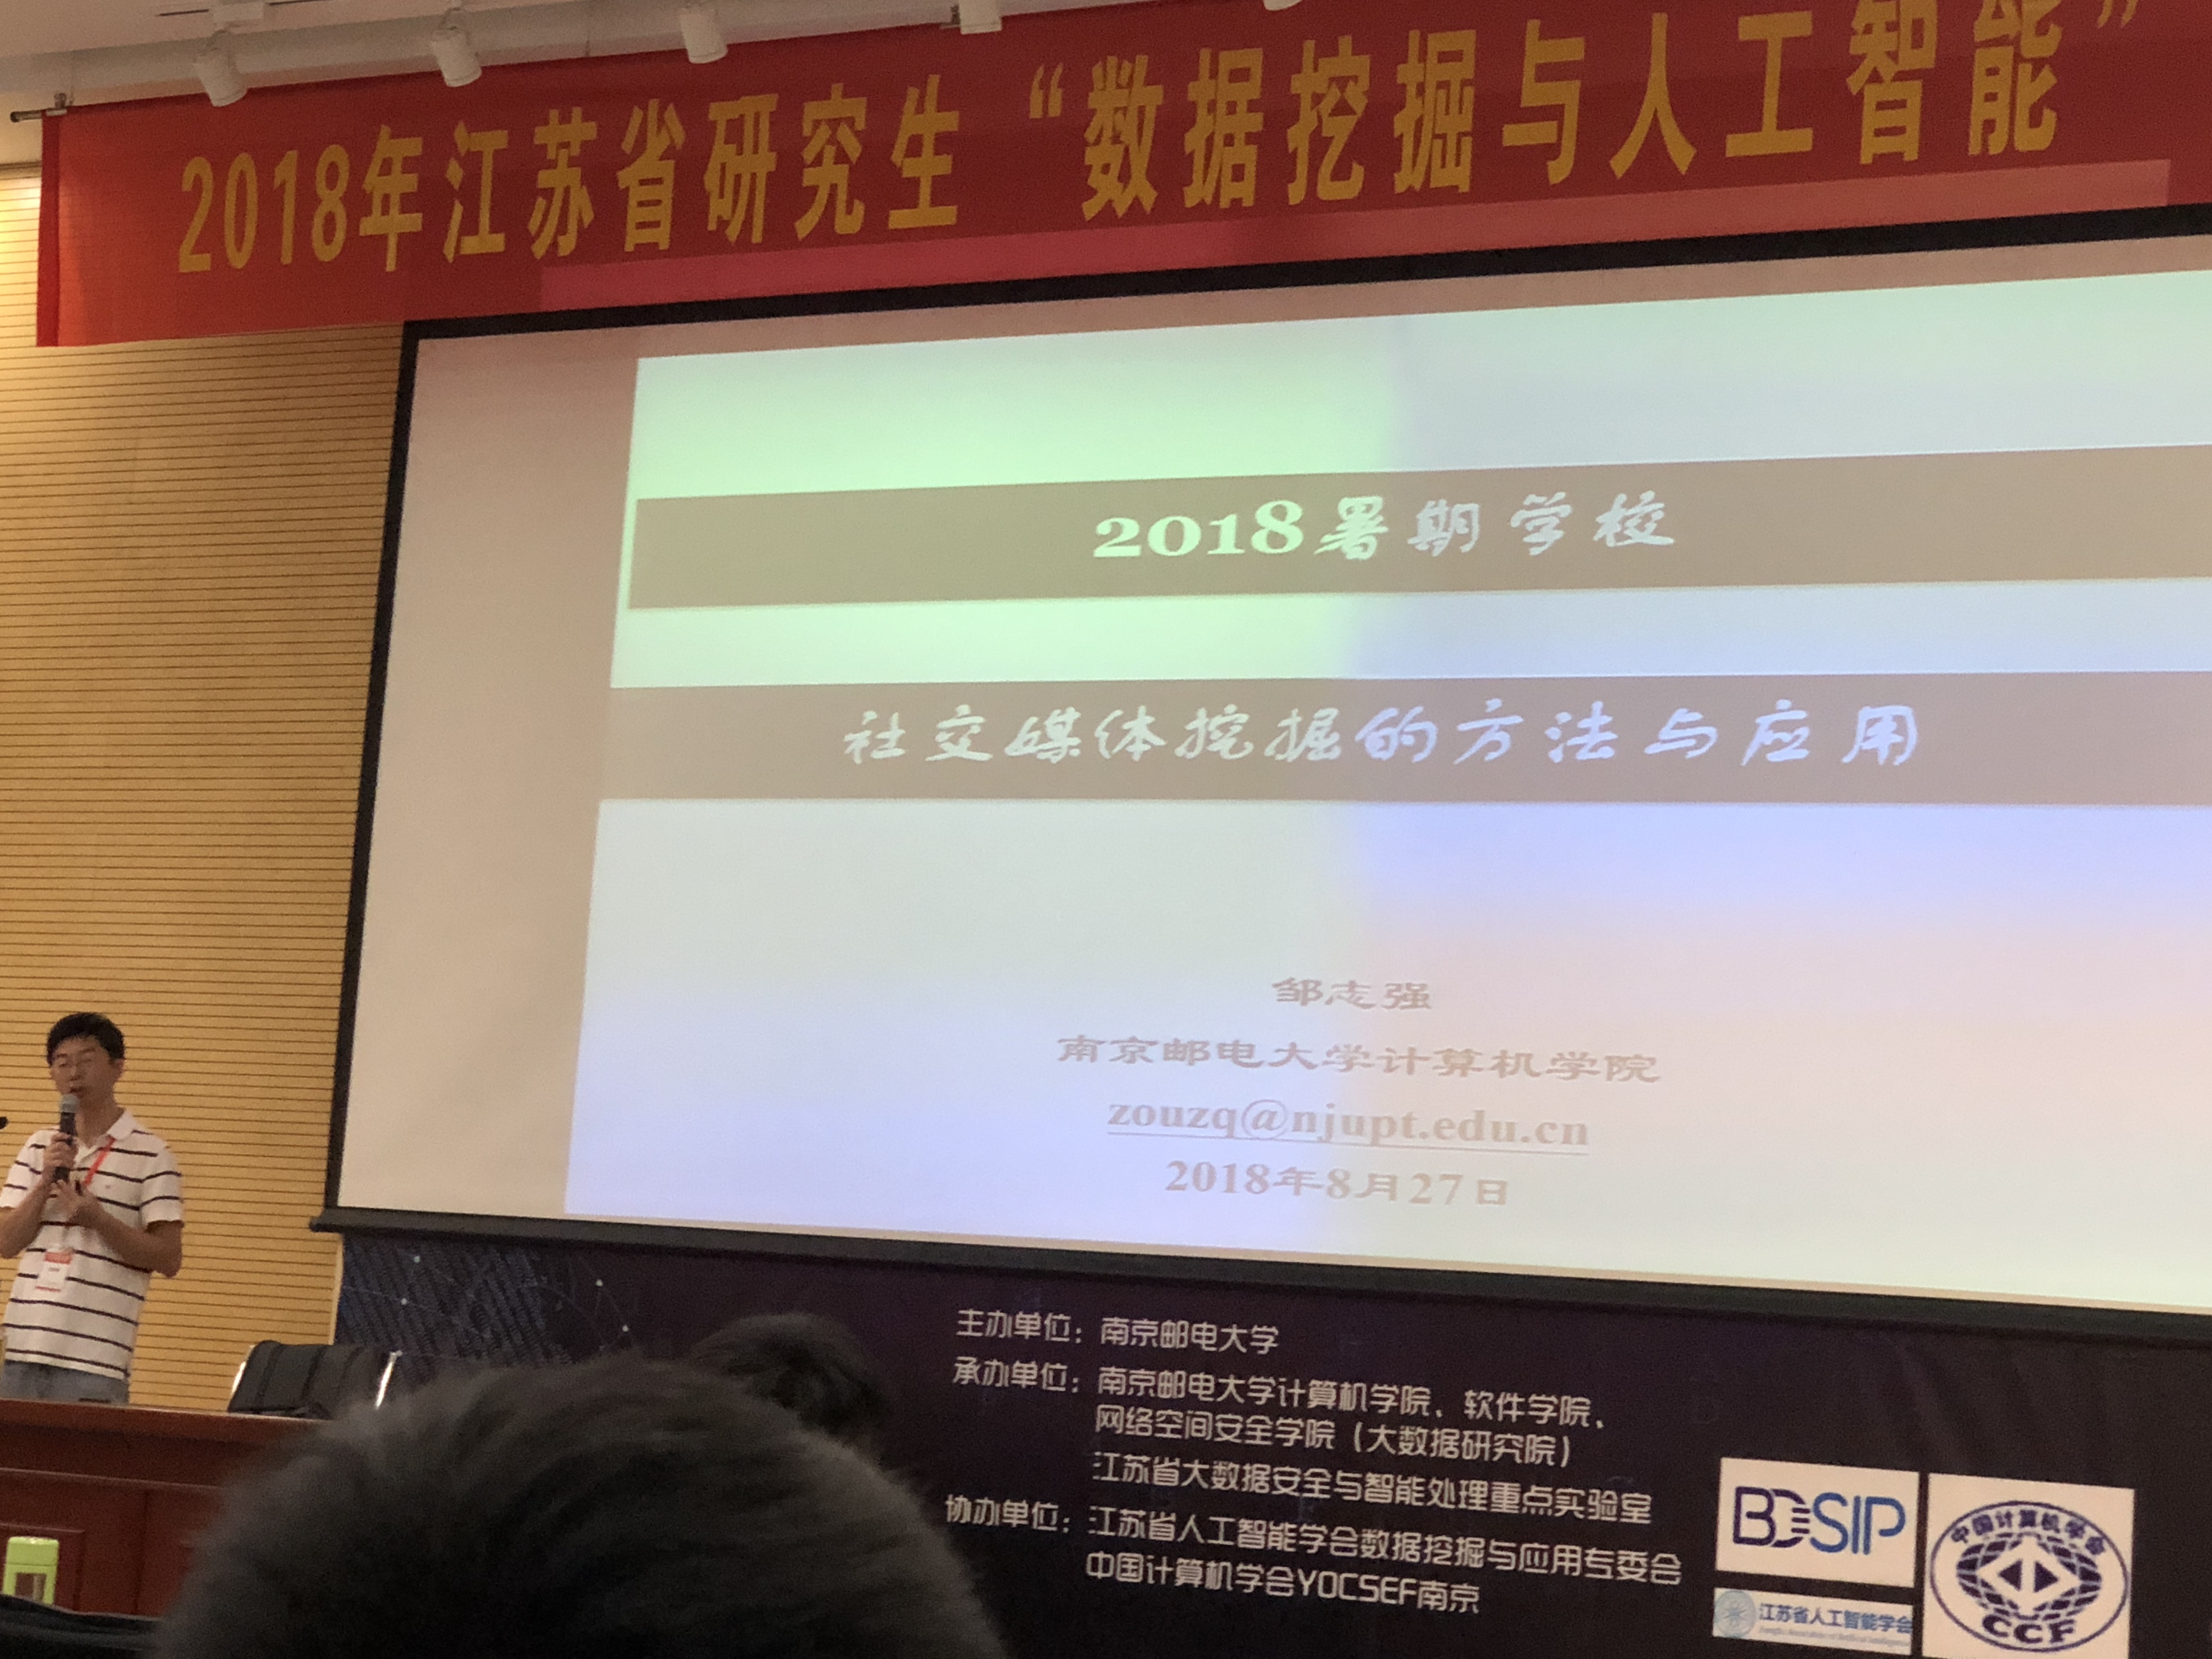 2018年江苏省研究生“数据挖掘与人工智能”
2018暑期学校
社交媒体挖掘的方法与应用
邹志强
南京邮电大学计算机学院
zouzq@njupt.edu.cn
2018年8月27日
主办单位：南京邮电大学
承办单位：南京邮电大学计算机学院、软件学院、
网络空间安全学院（大数据研究院）
江苏省大数据安全与智能处理重点实验室
协办单位：江苏省人工智能学会数据挖掘与应用专委会
中国计算机学会YOCSEF南京
BDSIP
江苏省人工智能学会
中国计算机学会
CCF